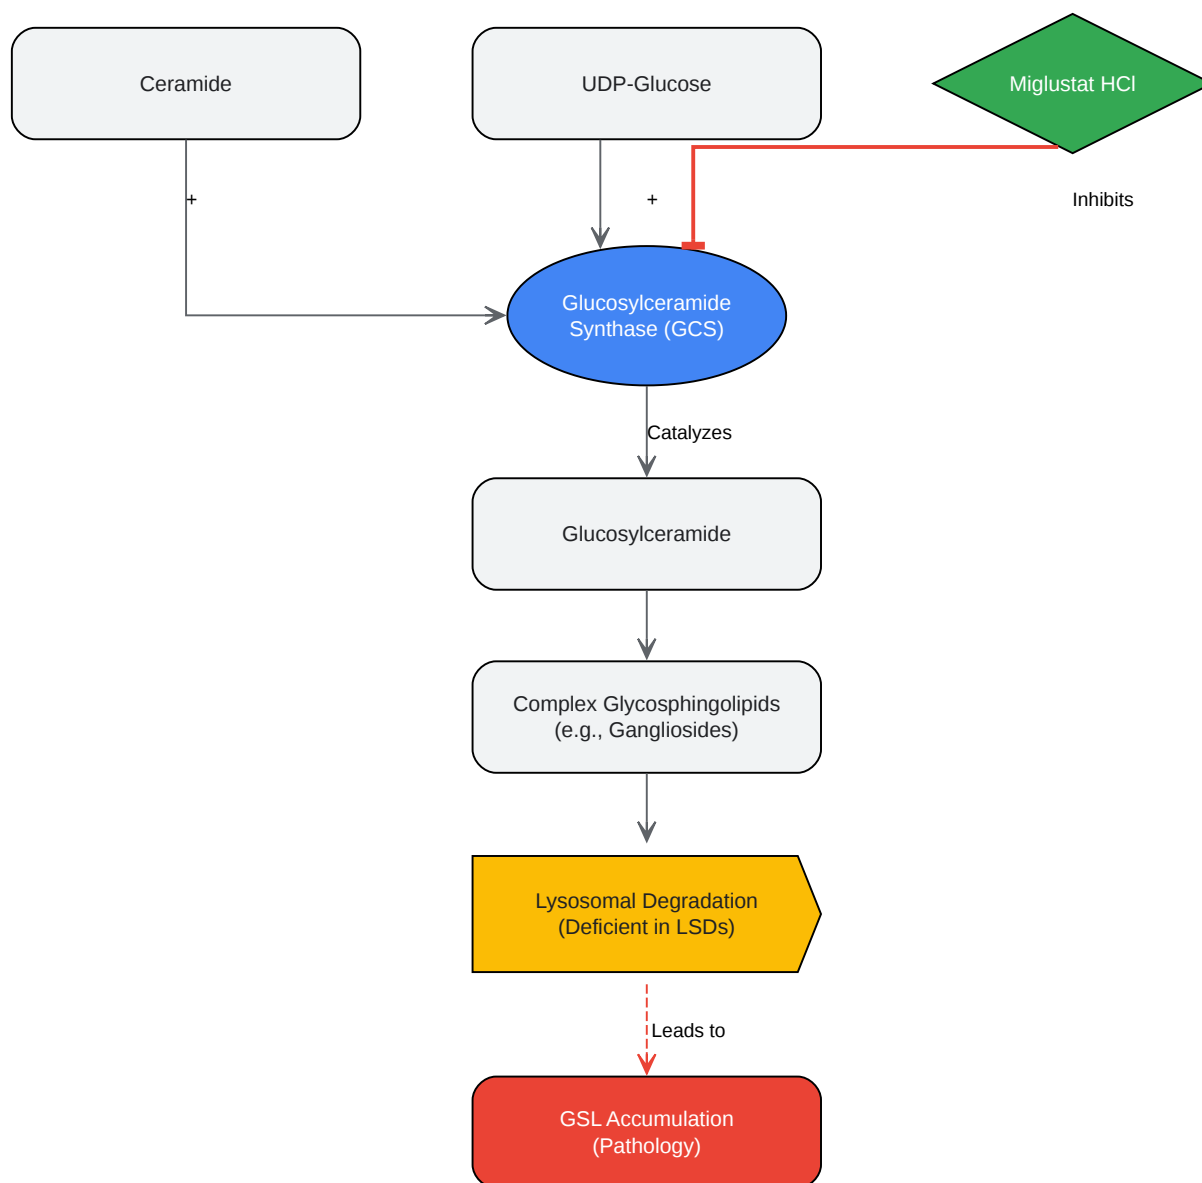 Ceramide
UDP-Glucose
Miglustat HCl
+
+
Inhibits
Glucosylceramide
Synthase (GCS)
Catalyzes
Glucosylceramide
Complex Glycosphingolipids
(e.g., Gangliosides)
Lysosomal Degradation
(Deficient in LSDs)
Leads to
GSL Accumulation
(Pathology)